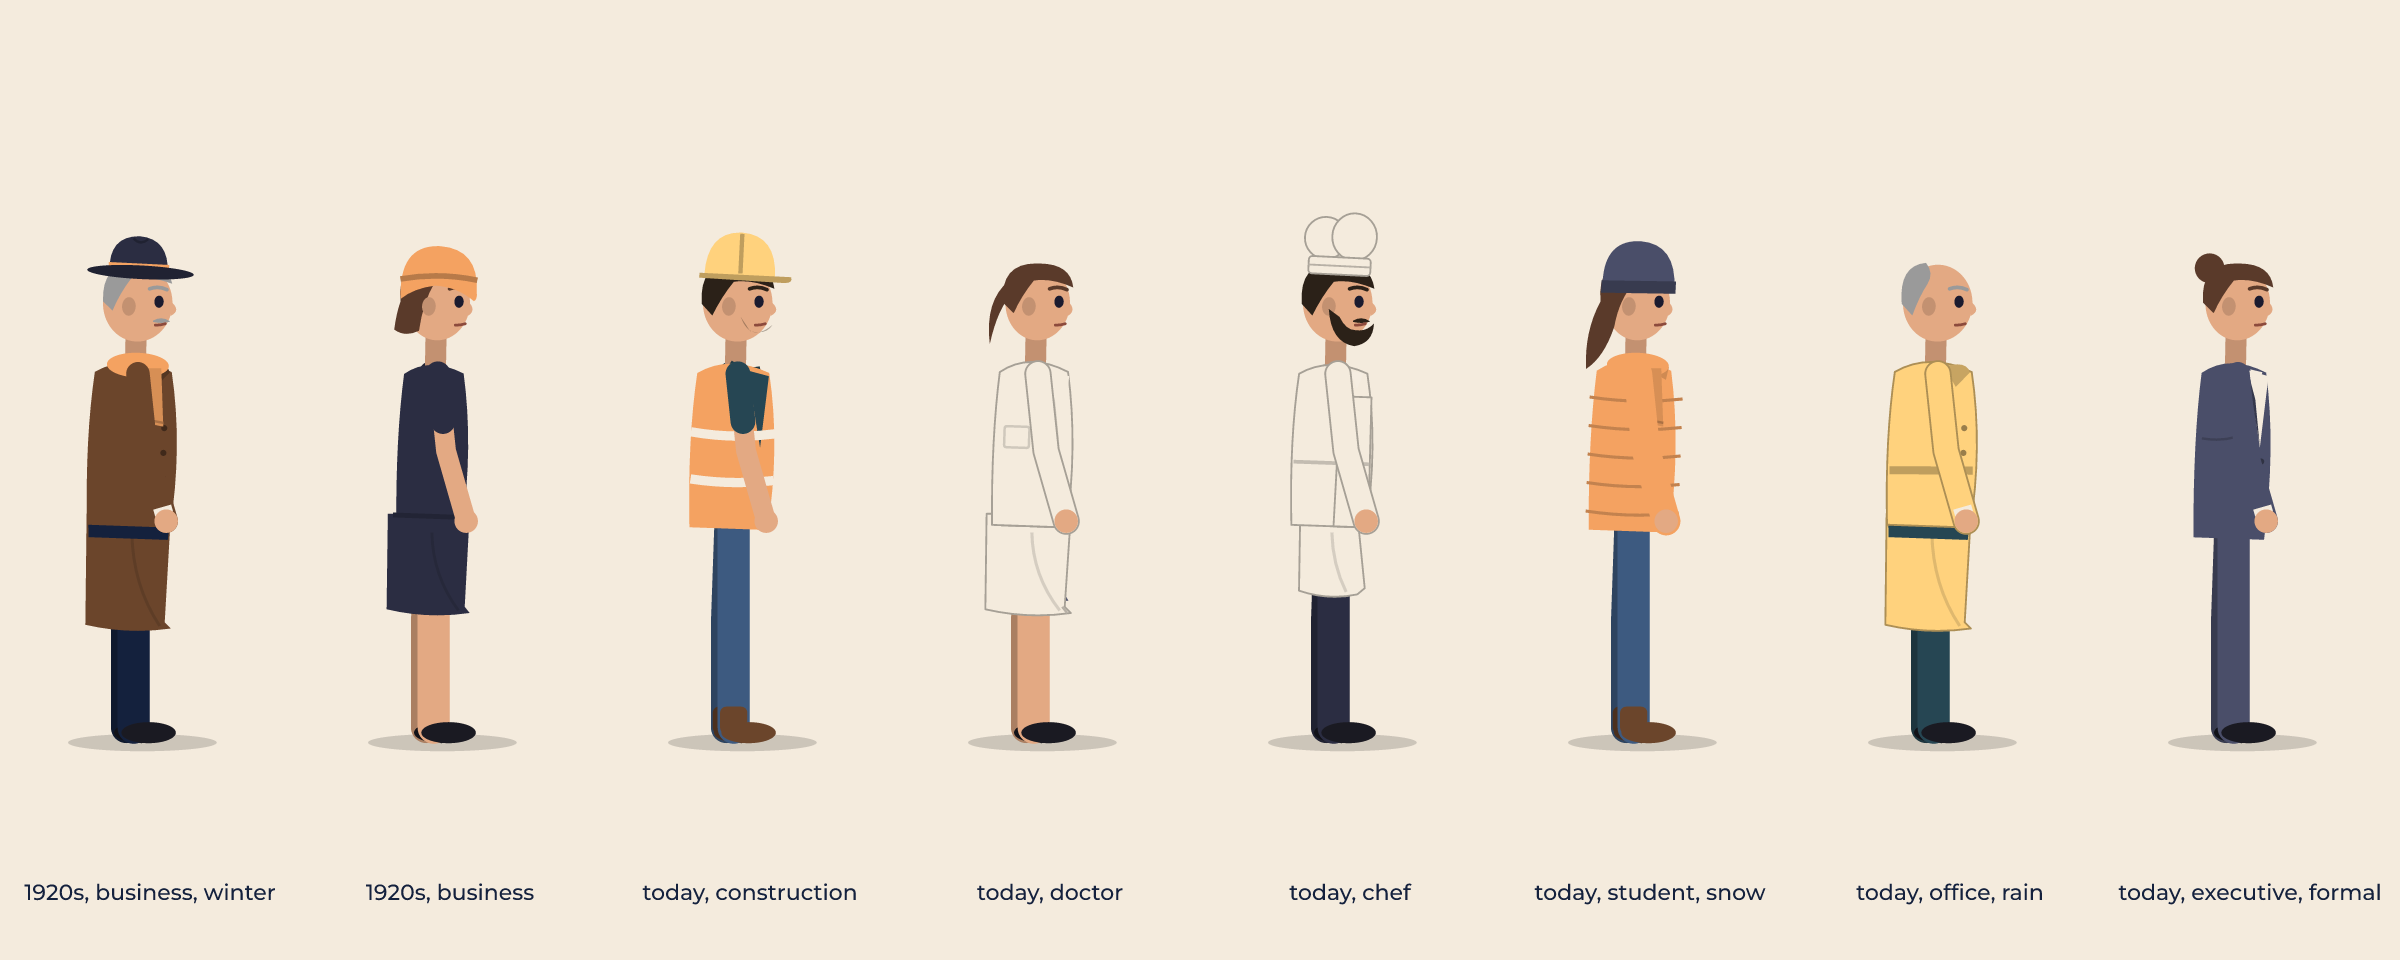 1920s, business, winter
1920s, business
today, construction
today, doctor
today, chef
today, student, snow
today, office, rain
today, executive, formal